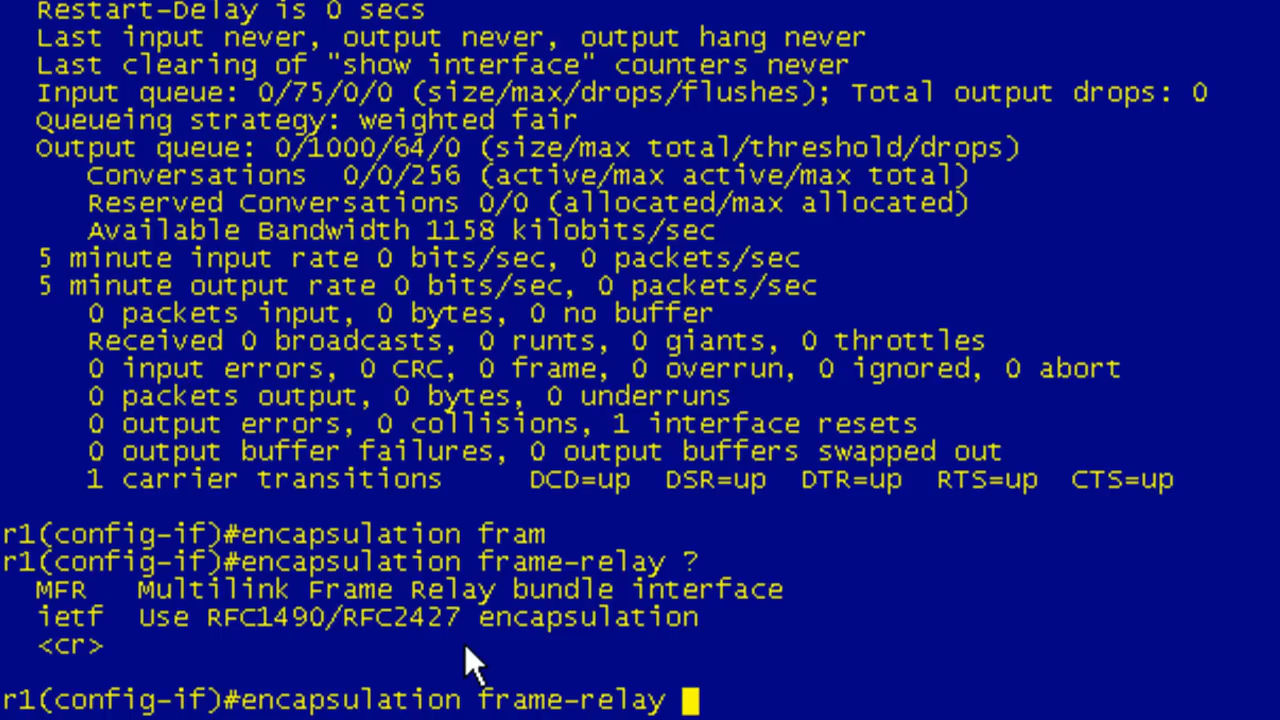 Restart-Delay is 0 secs
Last input never, output never, output hang never
Last clearing of "show interface" counters never
Input queue: 0/75/0/0 (size/max/drops/flushes); Total output drops: 0
Queueing strategy: weighted fair
Output queue: 0/1000/64/0 (size/max total/threshold/drops)
Conversations  0/0/256 (active/max active/max total)
Reserved Conversations 0/0 (allocated/max allocated)
Available Bandwidth 1158 kilobits/sec
5 minute input rate 0 bits/sec, 0 packets/sec
5 minute output rate 0 bits/sec, 0 packets/sec
0 packets input, 0 bytes, 0 no buffer
Received 0 broadcasts, 0 runts, 0 giants, 0 throttles
0 input errors, 0 CRC, 0 frame, 0 overrun, 0 ignored, 0 abort
0 packets output, 0 bytes, 0 underruns
0 output errors, 0 collisions, 1 interface resets
0 output buffer failures, 0 output buffers swapped out
1 carrier transitions     DCD=up  DSR=up  DTR=up  RTS=up  CTS=up
r1(config-if)#encapsulation fram
r1(config-if)#encapsulation frame-relay ?
MFR   Multilink Frame Relay bundle interface
ietf  Use RFC1490/RFC2427 encapsulation
<cr>
r1(config-if)#encapsulation frame-relay